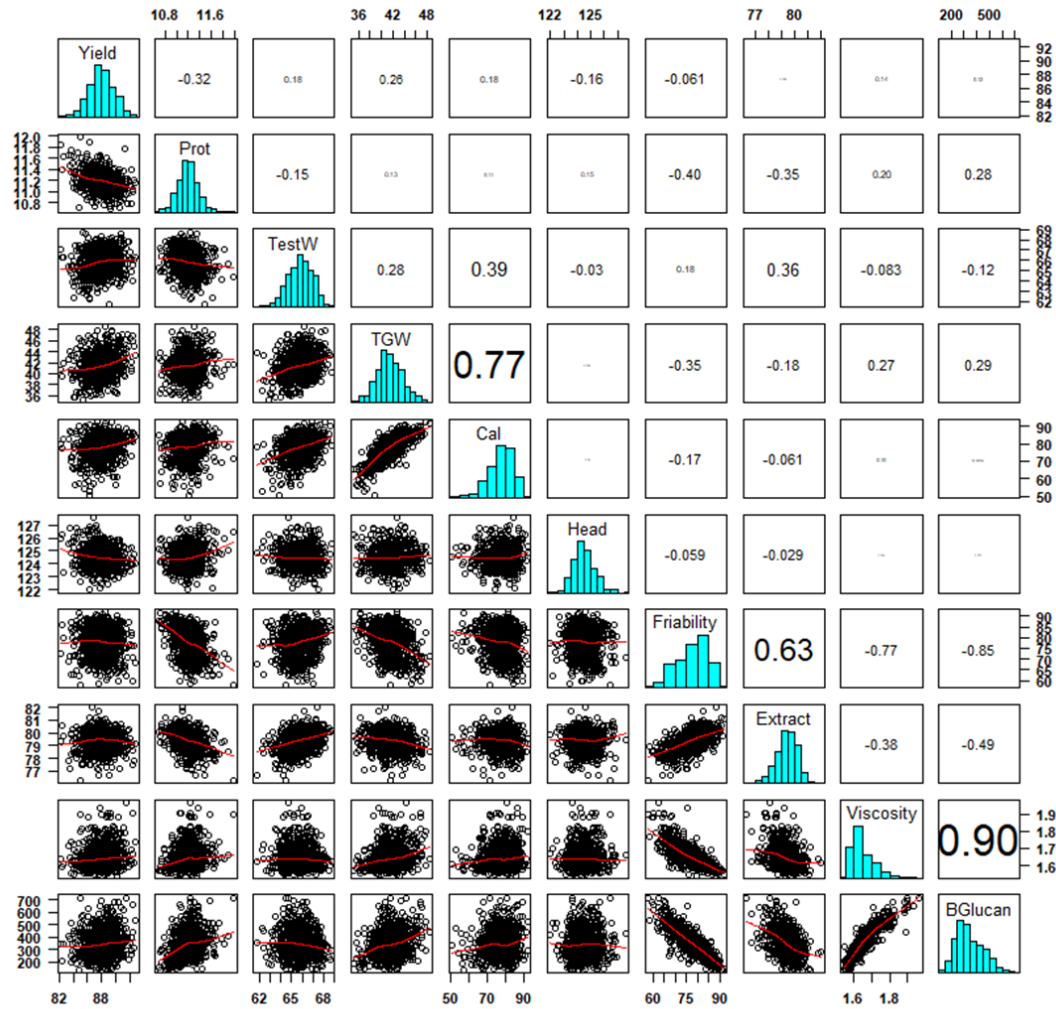 10.8 11.6 36 42 48 122 125 77 80 200 500
Yield -0.32 0.18 0.26 0.18 -0.16 -0.061 0.14 92 90 88 86 84 82
12.0 11.6 11.2 11.0 10.8 Prot -0.15 0.13 0.11 0.15 -0.40 -0.35 0.20 0.28
TestW 0.28 0.39 -0.03 0.18 0.36 -0.083 -0.12 69 68 67 66 65 64 63 62
48 46 44 42 40 38 36 TGW 0.77 -0.35 -0.18 0.27 0.29
Cal -0.17 -0.061 90 80 70 60 50
127 126 125 124 123 122 Head -0.059 -0.029
Friability 0.63 -0.77 -0.85 90 85 80 75 70 65 60
82 81 80 79 78 77 Extract -0.38 -0.49
Viscosity 0.90 1.9 1.8 1.7 1.6
700 600 500 400 300 200 BGlucan
82 88 62 65 68 50 70 90 60 75 90 1.6 1.8